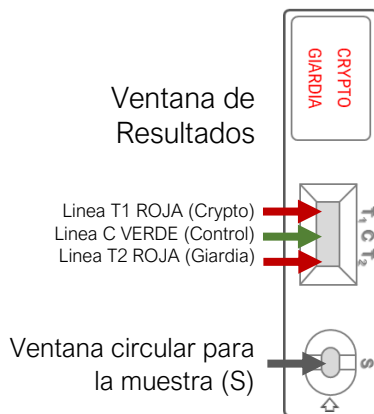 CRYPTO
GIARDIA
Ventana de
Resultados
Linea T1 ROJA (Crypto)
Linea C VERDE (Control)
Linea T2 ROJA (Giardia)
T1 C T2
Ventana circular para
la muestra (S)
S